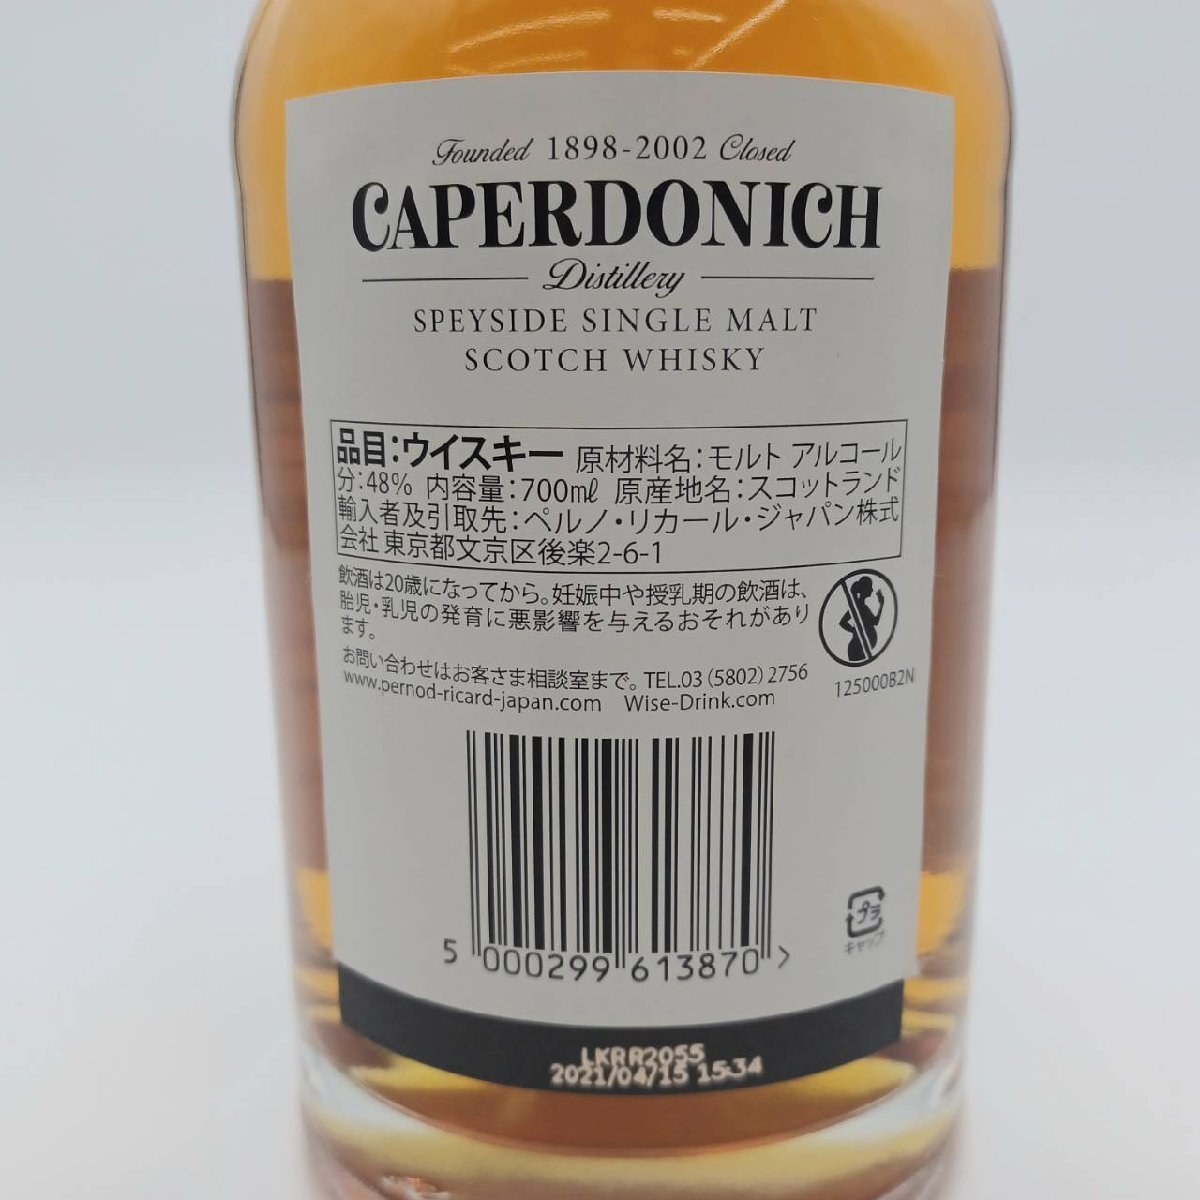 Founded 1898-2002 Closed
CAPERDONICH
Distillery
SPEYSIDE SINGLE MALT
SCOTCH WHISKY
品目：ウイスキー 原材料名：モルト アルコール
分：48％ 内容量：700㎖ 原産地名：スコットランド
輸入者及引取先：ペルノ・リカール・ジャパン株式
会社 東京都文京区後楽2-6-1
飲酒は20歳になってから。妊娠中や授乳期の飲酒は、
胎児・乳児の発育に悪影響を与えるおそれがあり
ます。
お問い合わせはお客さま相談室まで。TEL.03（5802）2756
www.pernod-ricard-japan.com Wise-Drink.com
125000B2N
プラ
キャップ
5 000299 613870 >
LKRR2055
2021/04/15 15:34